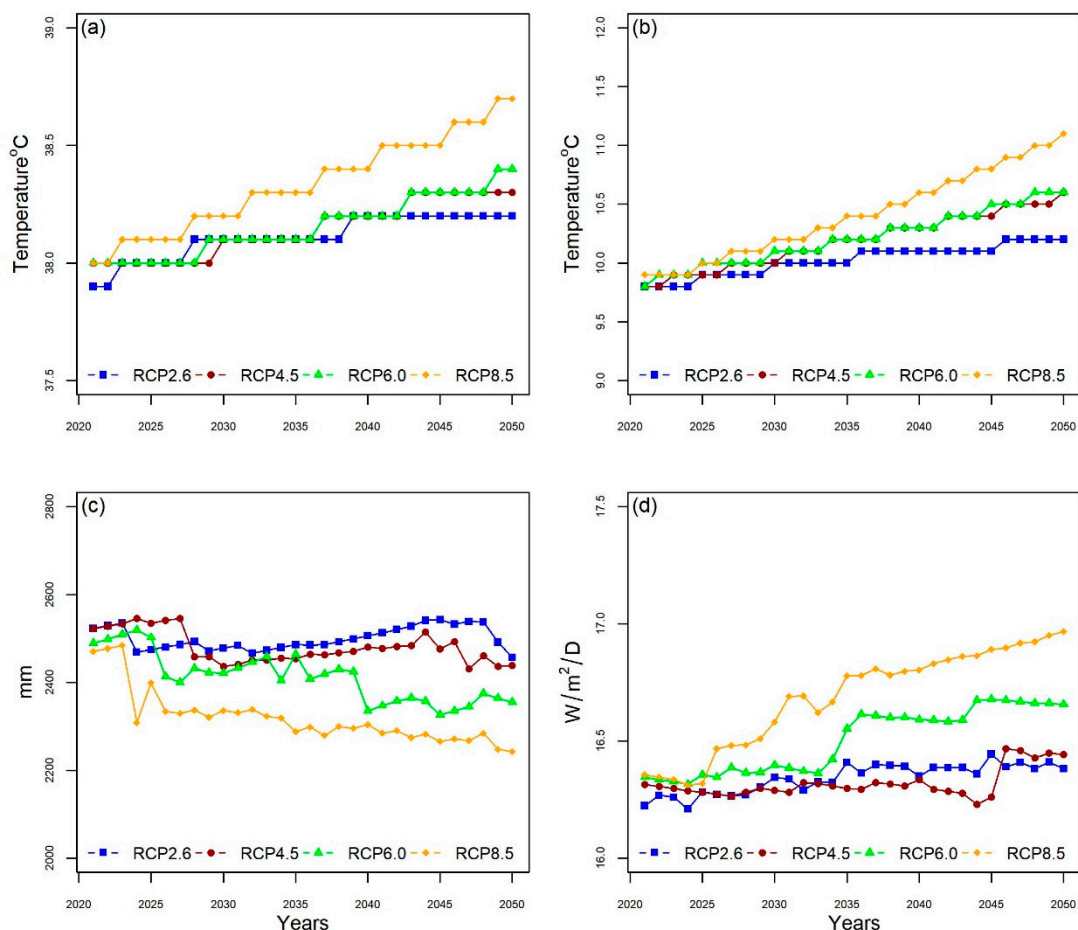 (a)
Temperature°C
39.0
38.5
38.0
37.5
RCP2.6 RCP4.5 RCP6.0 RCP8.5
2020 2025 2030 2035 2040 2045 2050
(b)
Temperature°C
12.0
11.5
11.0
10.5
10.0
9.5
9.0
RCP2.6 RCP4.5 RCP6.0 RCP8.5
2020 2025 2030 2035 2040 2045 2050
(c)
mm
2800
2600
2400
2200
2000
RCP2.6 RCP4.5 RCP6.0 RCP8.5
2020 2025 2030 2035 2040 2045 2050
Years
(d)
W/m²/D
17.5
17.0
16.5
16.0
RCP2.6 RCP4.5 RCP6.0 RCP8.5
2020 2025 2030 2035 2040 2045 2050
Years